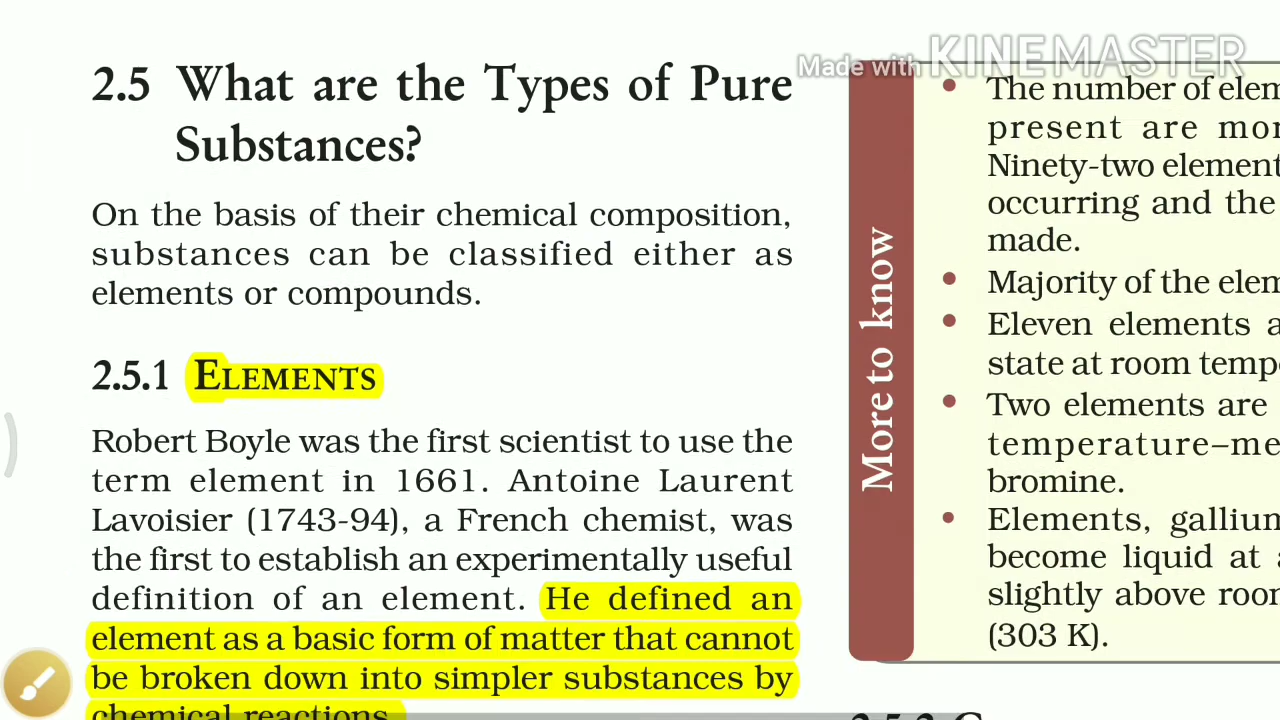 Made with KINEMASTER
2.5 What are the Types of Pure
Substances?
On the basis of their chemical composition,
substances can be classified either as
elements or compounds.
2.5.1 ELEMENTS
Robert Boyle was the first scientist to use the
term element in 1661. Antoine Laurent
Lavoisier (1743-94), a French chemist, was
the first to establish an experimentally useful
definition of an element. He defined an
element as a basic form of matter that cannot
be broken down into simpler substances by
chemical reactions.
More to know
• The number of elem
present are mor
Ninety-two element
occurring and the
made.
• Majority of the elem
• Eleven elements a
state at room tempe
• Two elements are
temperature–me
bromine.
• Elements, gallium
become liquid at a
slightly above room
(303 K).